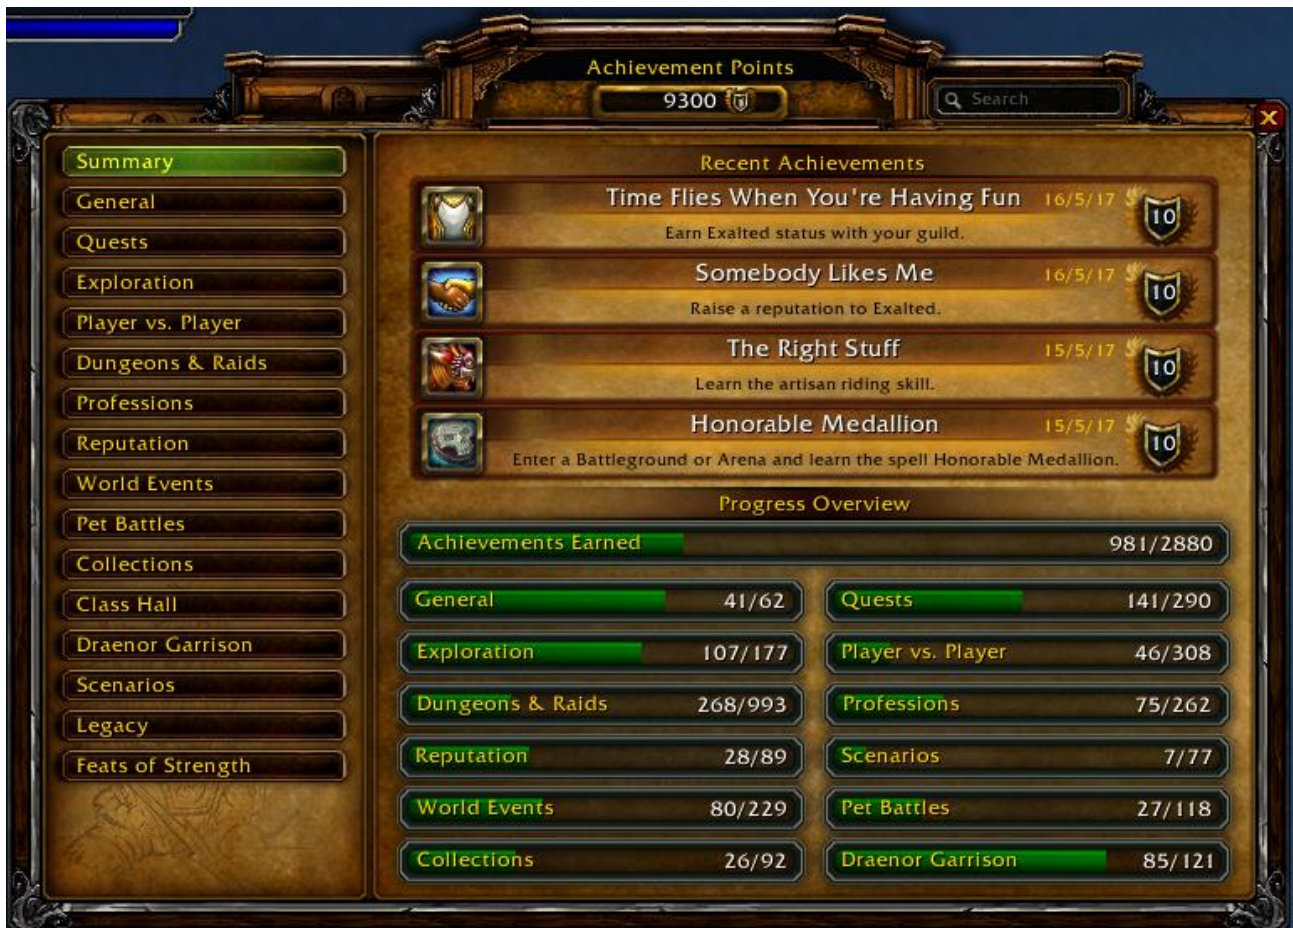 Achievement Points
9300
Search
Summary
General
Quests
Exploration
Player vs. Player
Dungeons & Raids
Professions
Reputation
World Events
Pet Battles
Collections
Class Hall
Draenor Garrison
Scenarios
Legacy
Feats of Strength
Recent Achievements
Time Flies When You're Having Fun 16/5/17 10
Earn Exalted status with your guild.
Somebody Likes Me 16/5/17 10
Raise a reputation to Exalted.
The Right Stuff 15/5/17 10
Learn the artisan riding skill.
Honorable Medallion 15/5/17 10
Enter a Battleground or Arena and learn the spell Honorable Medallion.
Progress Overview
Achievements Earned 981/2880
General 41/62
Quests 141/290
Exploration 107/177
Player vs. Player 46/308
Dungeons & Raids 268/993
Professions 75/262
Reputation 28/89
Scenarios 7/77
World Events 80/229
Pet Battles 27/118
Collections 26/92
Draenor Garrison 85/121